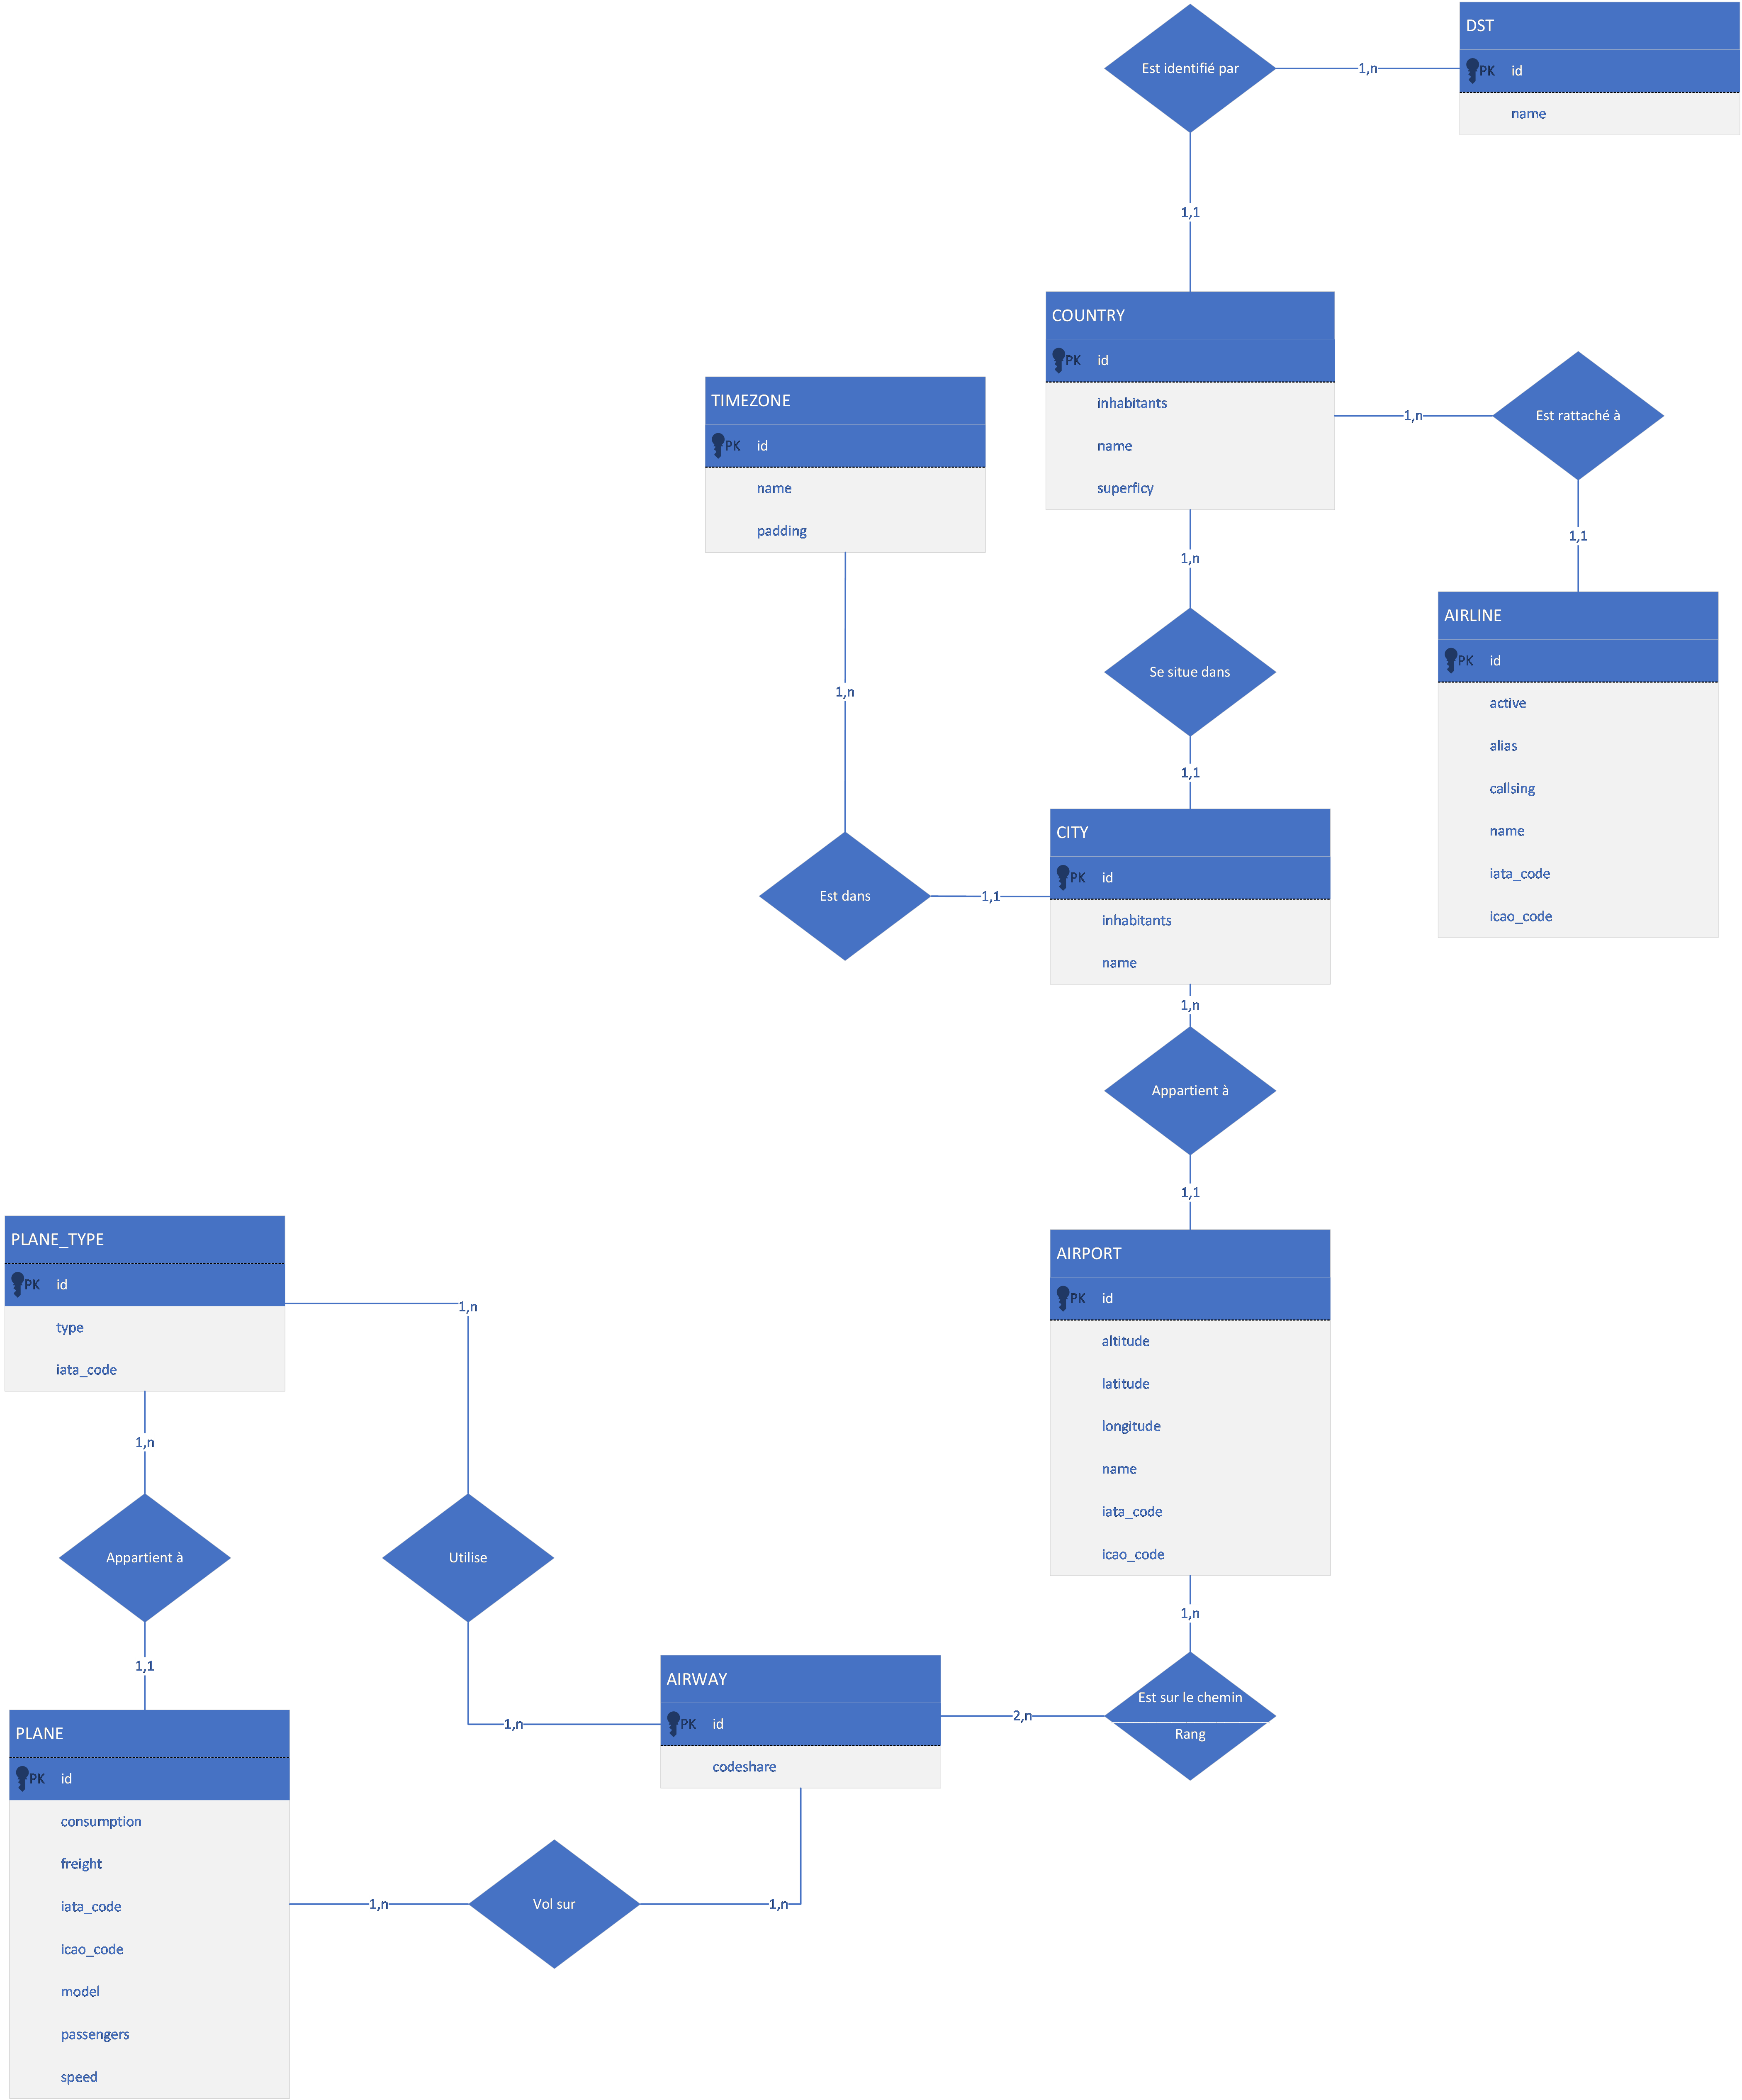 Est identifié par
1,n
DST
PK id
name
1,1
COUNTRY
PK id
inhabitants
name
superficy
1,n
Est rattaché à
1,1
TIMEZONE
PK id
name
padding
1,n
1,n
Se situe dans
1,1
AIRLINE
PK id
active
alias
callsing
name
iata_code
icao_code
Est dans
1,1
CITY
PK id
inhabitants
name
1,n
Appartient à
1,1
PLANE_TYPE
PK id
type
iata_code
1,n
AIRPORT
PK id
altitude
latitude
longitude
name
iata_code
icao_code
1,n
Appartient à
Utilise
1,n
1,1
AIRWAY
PK id
codeshare
2,n
Est sur le chemin
Rang
1,n
PLANE
PK id
consumption
freight
iata_code
icao_code
model
passengers
speed
1,n
Vol sur
1,n